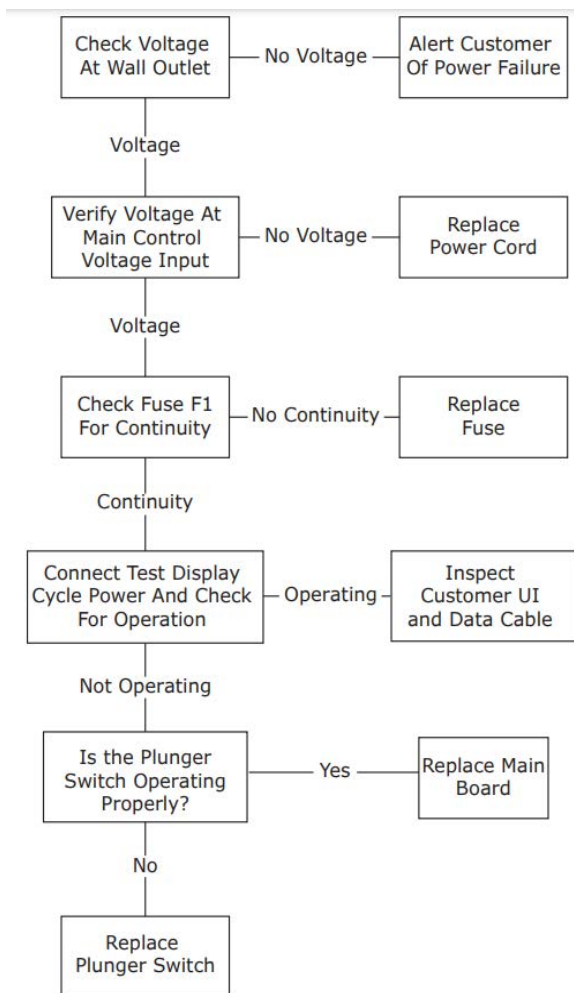 Check Voltage
At Wall Outlet
No Voltage
Alert Customer
Of Power Failure
Voltage
Verify Voltage At
Main Control
Voltage Input
No Voltage
Replace
Power Cord
Voltage
Check Fuse F1
For Continuity
No Continuity
Replace
Fuse
Continuity
Connect Test Display
Cycle Power And Check
For Operation
Operating
Inspect
Customer UI
and Data Cable
Not Operating
Is the Plunger
Switch Operating
Properly?
Yes
Replace Main
Board
No
Replace
Plunger Switch